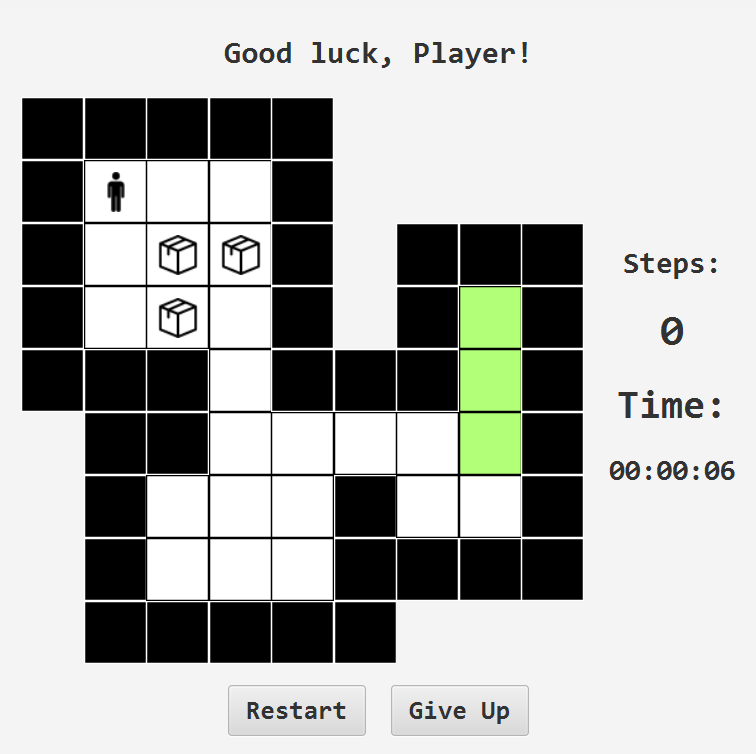 Good luck, Player!
Steps:
0
Time:
00:00:06
Restart
Give Up